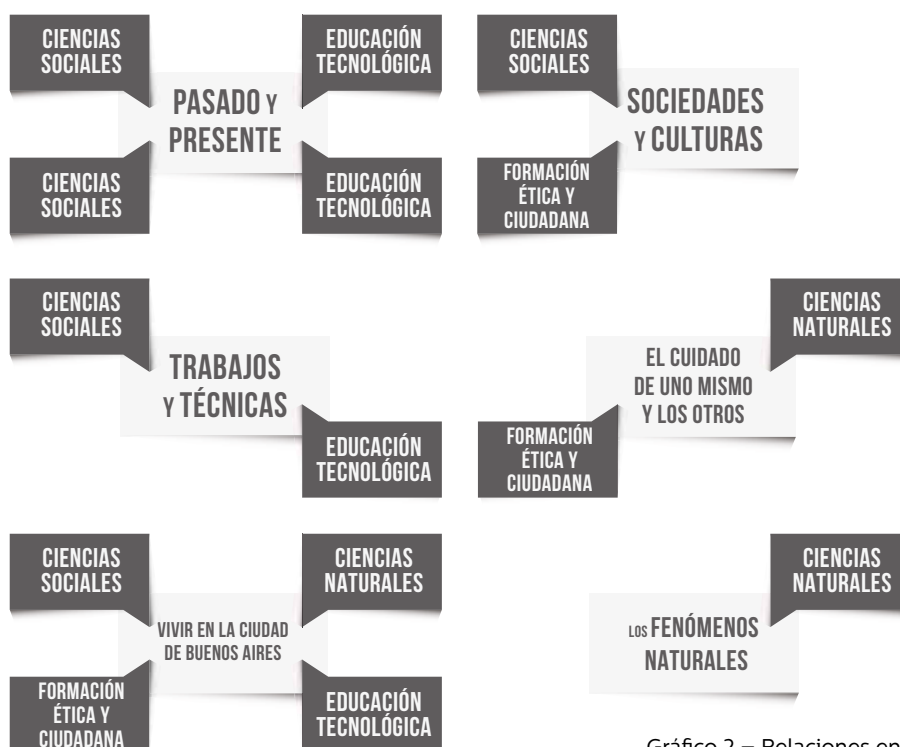 CIENCIAS
SOCIALES
EDUCACIÓN
TECNOLÓGICA
PASADO Y
PRESENTE
CIENCIAS
SOCIALES
EDUCACIÓN
TECNOLÓGICA
CIENCIAS
SOCIALES
SOCIEDADES
Y CULTURAS
FORMACIÓN
ÉTICA Y
CIUDADANA
CIENCIAS
SOCIALES
TRABAJOS
Y TÉCNICAS
EDUCACIÓN
TECNOLÓGICA
CIENCIAS
NATURALES
EL CUIDADO
DE UNO MISMO
Y LOS OTROS
FORMACIÓN
ÉTICA Y
CIUDADANA
CIENCIAS
SOCIALES
CIENCIAS
NATURALES
VIVIR EN LA CIUDAD
DE BUENOS AIRES
FORMACIÓN
ÉTICA Y
CIUDADANA
EDUCACIÓN
TECNOLÓGICA
CIENCIAS
NATURALES
LOS FENÓMENOS
NATURALES
Gráfico 2 – Relaciones en